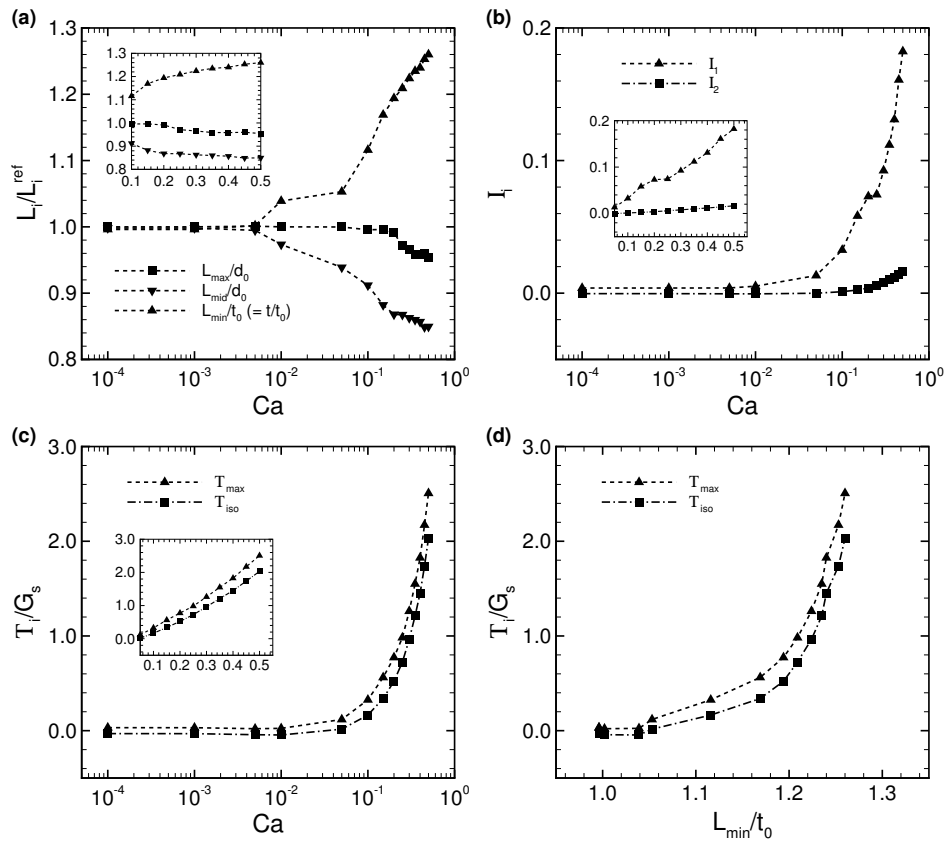 (a)
1.3
1.2
1.1
1.0
0.9
0.8
L_i/L_i^ref
1.3
1.2
1.1
1.0
0.9
0.8
0.1 0.2 0.3 0.4 0.5
L_max/d_0
L_mid/d_0
L_min/t_0 (= t/t_0)
10^-4 10^-3 10^-2 10^-1 10^0
Ca
(b)
0.2
0.1
0.0
I_i
I_1
I_2
0.2
0.1
0.0
0.1 0.2 0.3 0.4 0.5
10^-4 10^-3 10^-2 10^-1 10^0
Ca
(c)
3.0
2.0
1.0
0.0
T_i/G_s
T_max
T_iso
3.0
2.0
1.0
0.0
0.1 0.2 0.3 0.4 0.5
10^-4 10^-3 10^-2 10^-1 10^0
Ca
(d)
3.0
2.0
1.0
0.0
T_i/G_s
T_max
T_iso
1.0 1.1 1.2 1.3
L_min/t_0